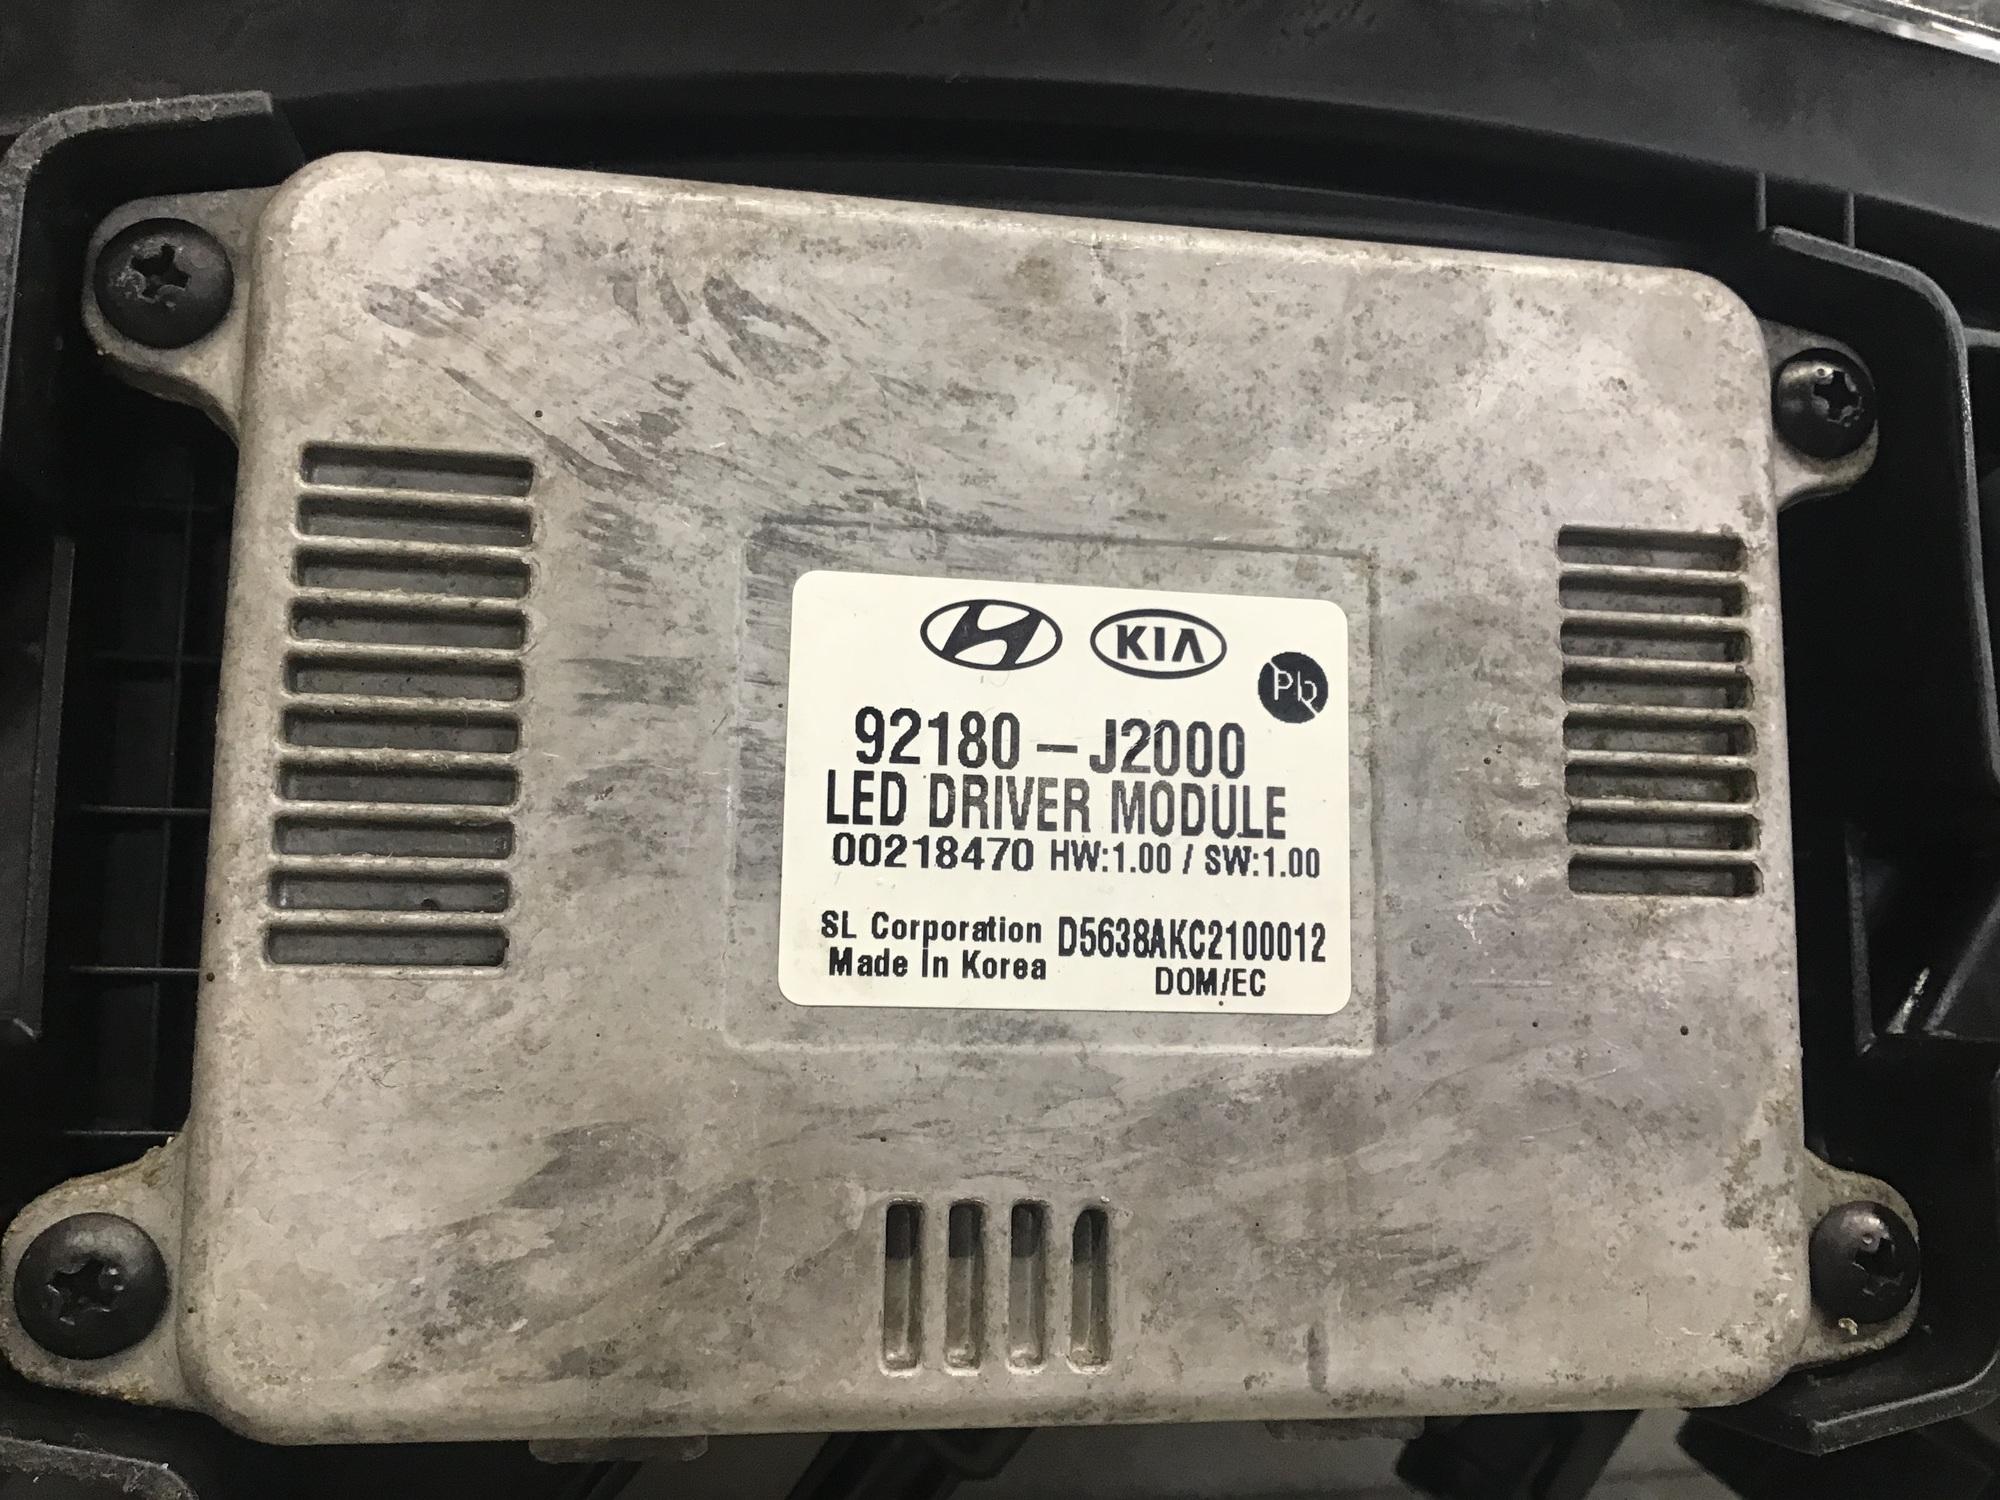 KIA
Pb
92180-J2000
LED DRIVER MODULE
00218470 HW:1.00 / SW:1.00
SL Corporation D5638AKC2100012
Made In Korea DOM/EC